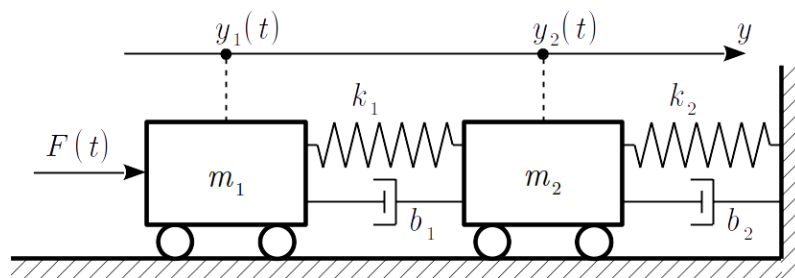 y₁(t) y₂(t) y
k₁ k₂
F(t)
m₁ m₂
b₁ b₂